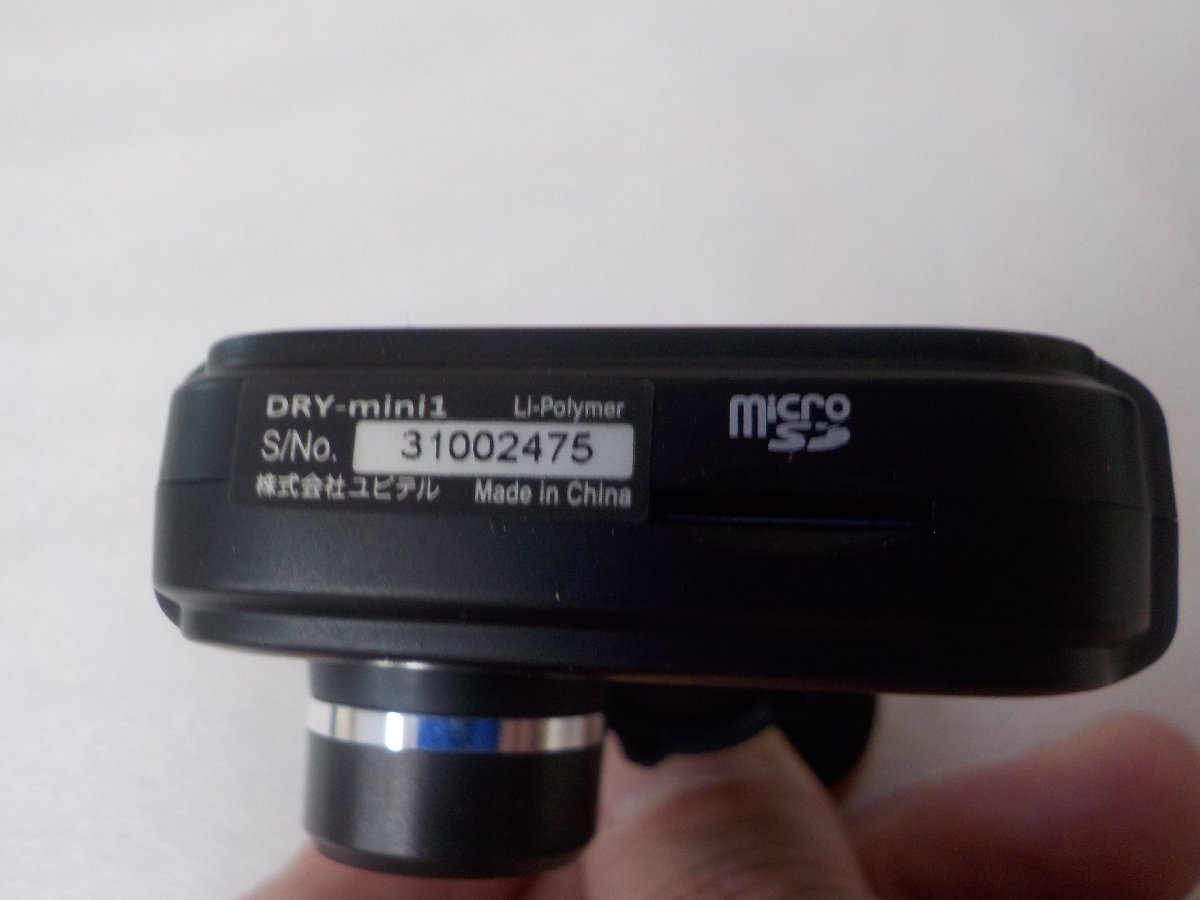 DRY-mini1 Li-Polymer
S/No. 31002475
株式会社ユピテル Made in China
micro
SD